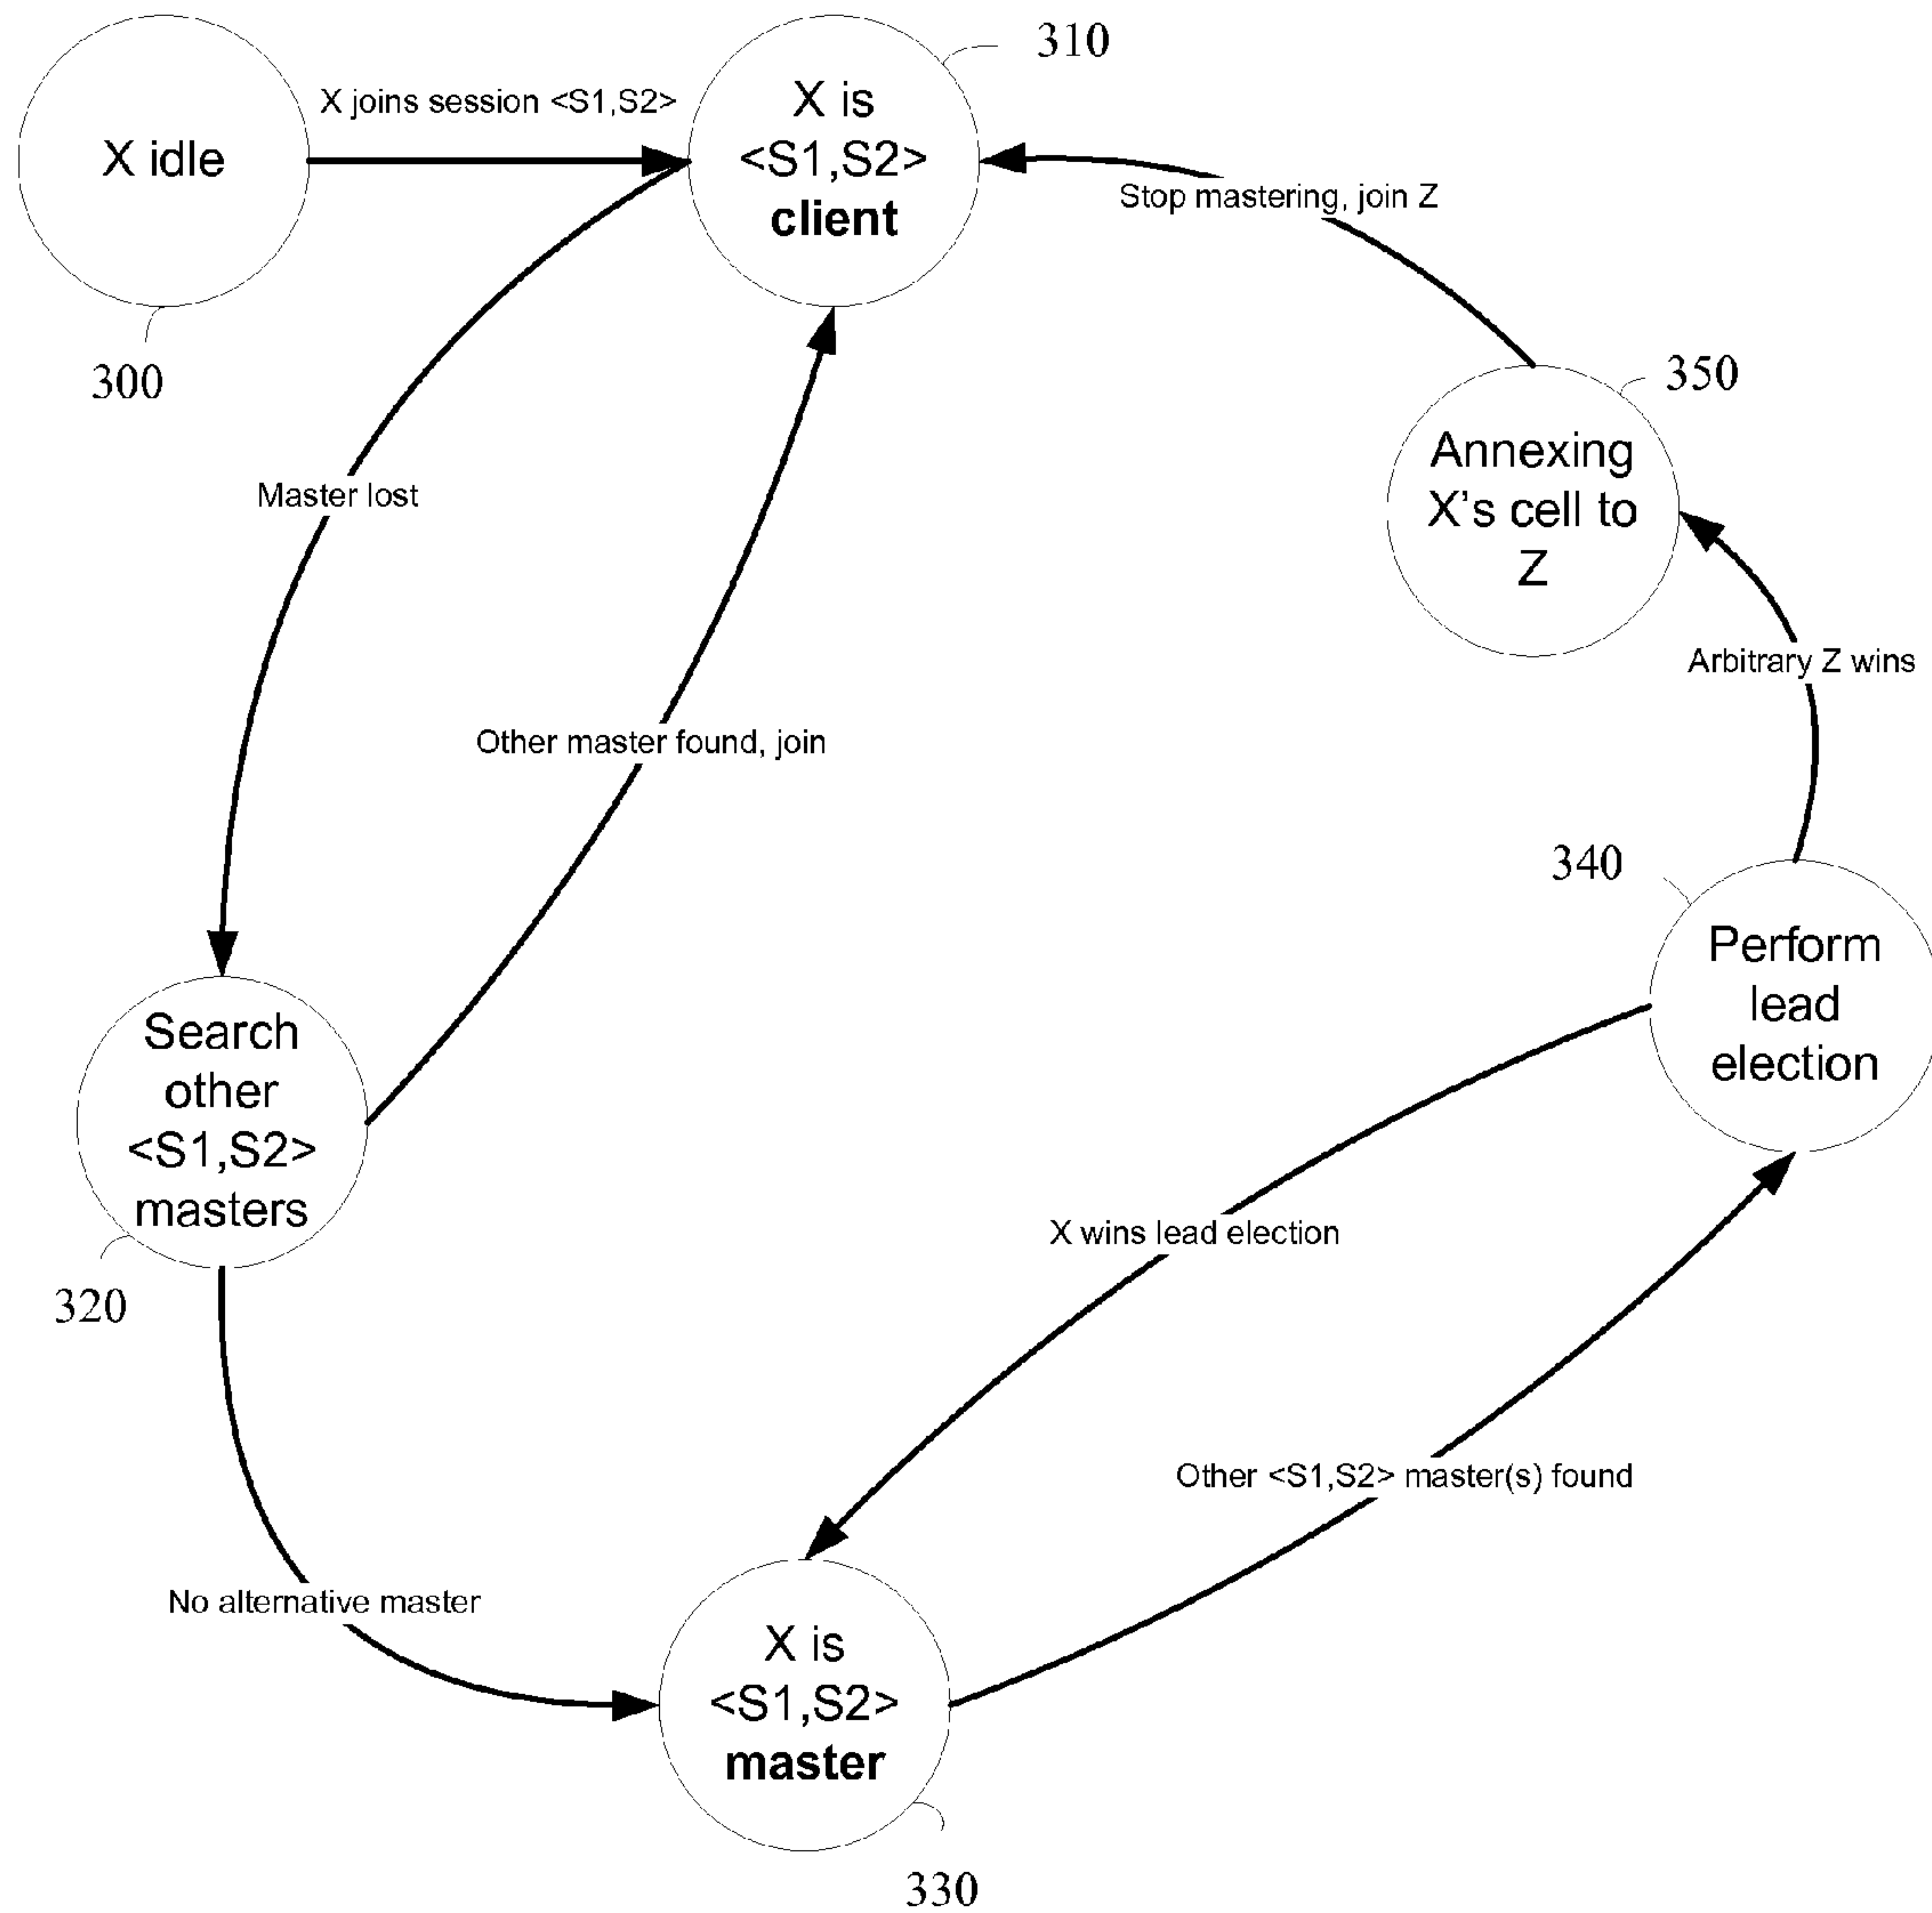 310
X joins session <S1,S2>
X idle
X is
<S1,S2>
client
Stop mastering, join Z
300
350
Annexing
X’s cell to
Z
Master lost
Arbitrary Z wins
Other master found, join
340
Perform
lead
election
Search
other
<S1,S2>
masters
X wins lead election
320
Other <S1,S2> master(s) found
No alternative master
X is
<S1,S2>
master
330